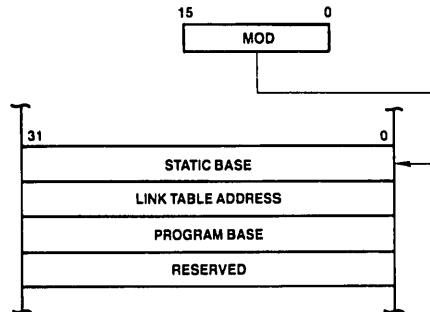 15 0
MOD
31 0
STATIC BASE
LINK TABLE ADDRESS
PROGRAM BASE
RESERVED